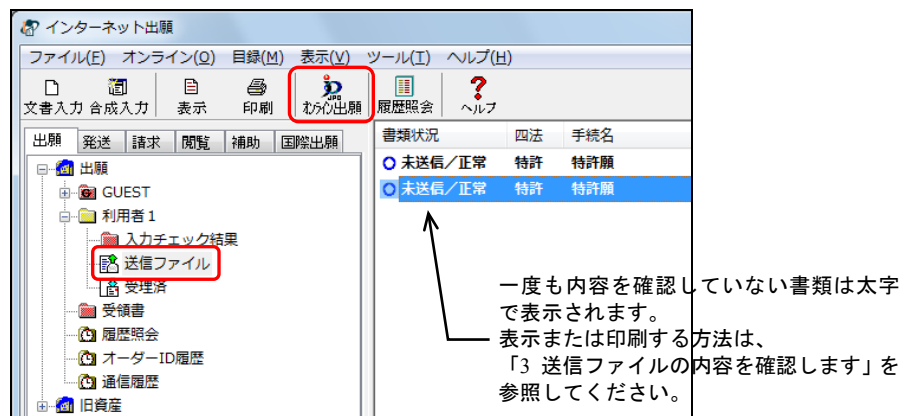 インターネット出願
ファイル(F) オンライン(O) 目録(M) 表示(V) ツール(T) ヘルプ(H)
文書入力 合成入力 表示 印刷 オンライン出願 履歴照会 ヘルプ
出願 発送 請求 閲覧 補助 国際出願
書類状況 四法 手続名
未送信／正常 特許 特許願
未送信／正常 特許 特許願
出願
GUEST
利用者1
入力チェック結果
送信ファイル
受理済
受領書
履歴照会
オーダーID履歴
通信履歴
旧資産
一度も内容を確認していない書類は太字
で表示されます。
表示または印刷する方法は、
「3 送信ファイルの内容を確認します」を
参照してください。